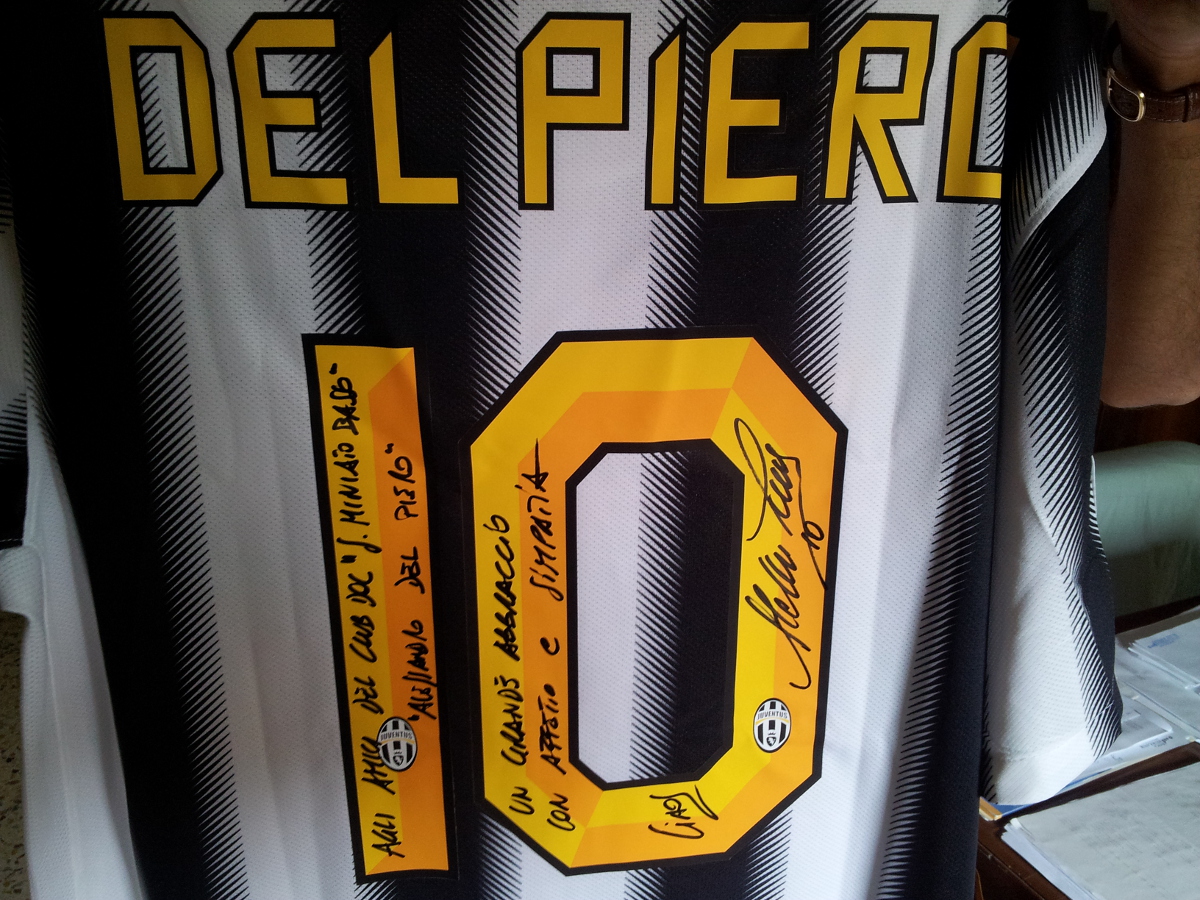 DEL PIERO
AGLI AMICI DEL CLUB DOC "S. MINIATO BASSO"
"ALESSANDRO DEL PIERO"
UN GRANDE ABBRACCIO
CON AFFETTO E SIMPATIA
CIAO
10
10
JUVENTUS
JUVENTUS